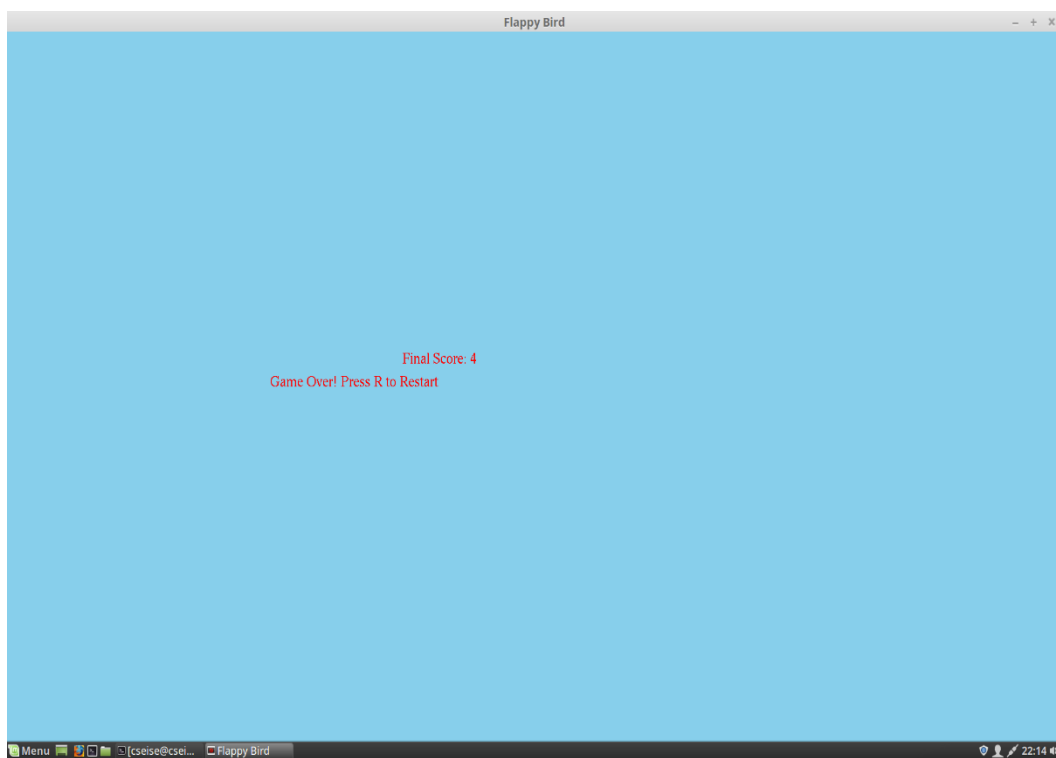 Flappy Bird
Final Score: 4
Game Over! Press R to Restart
Menu [cseise@csei... Flappy Bird 22:14